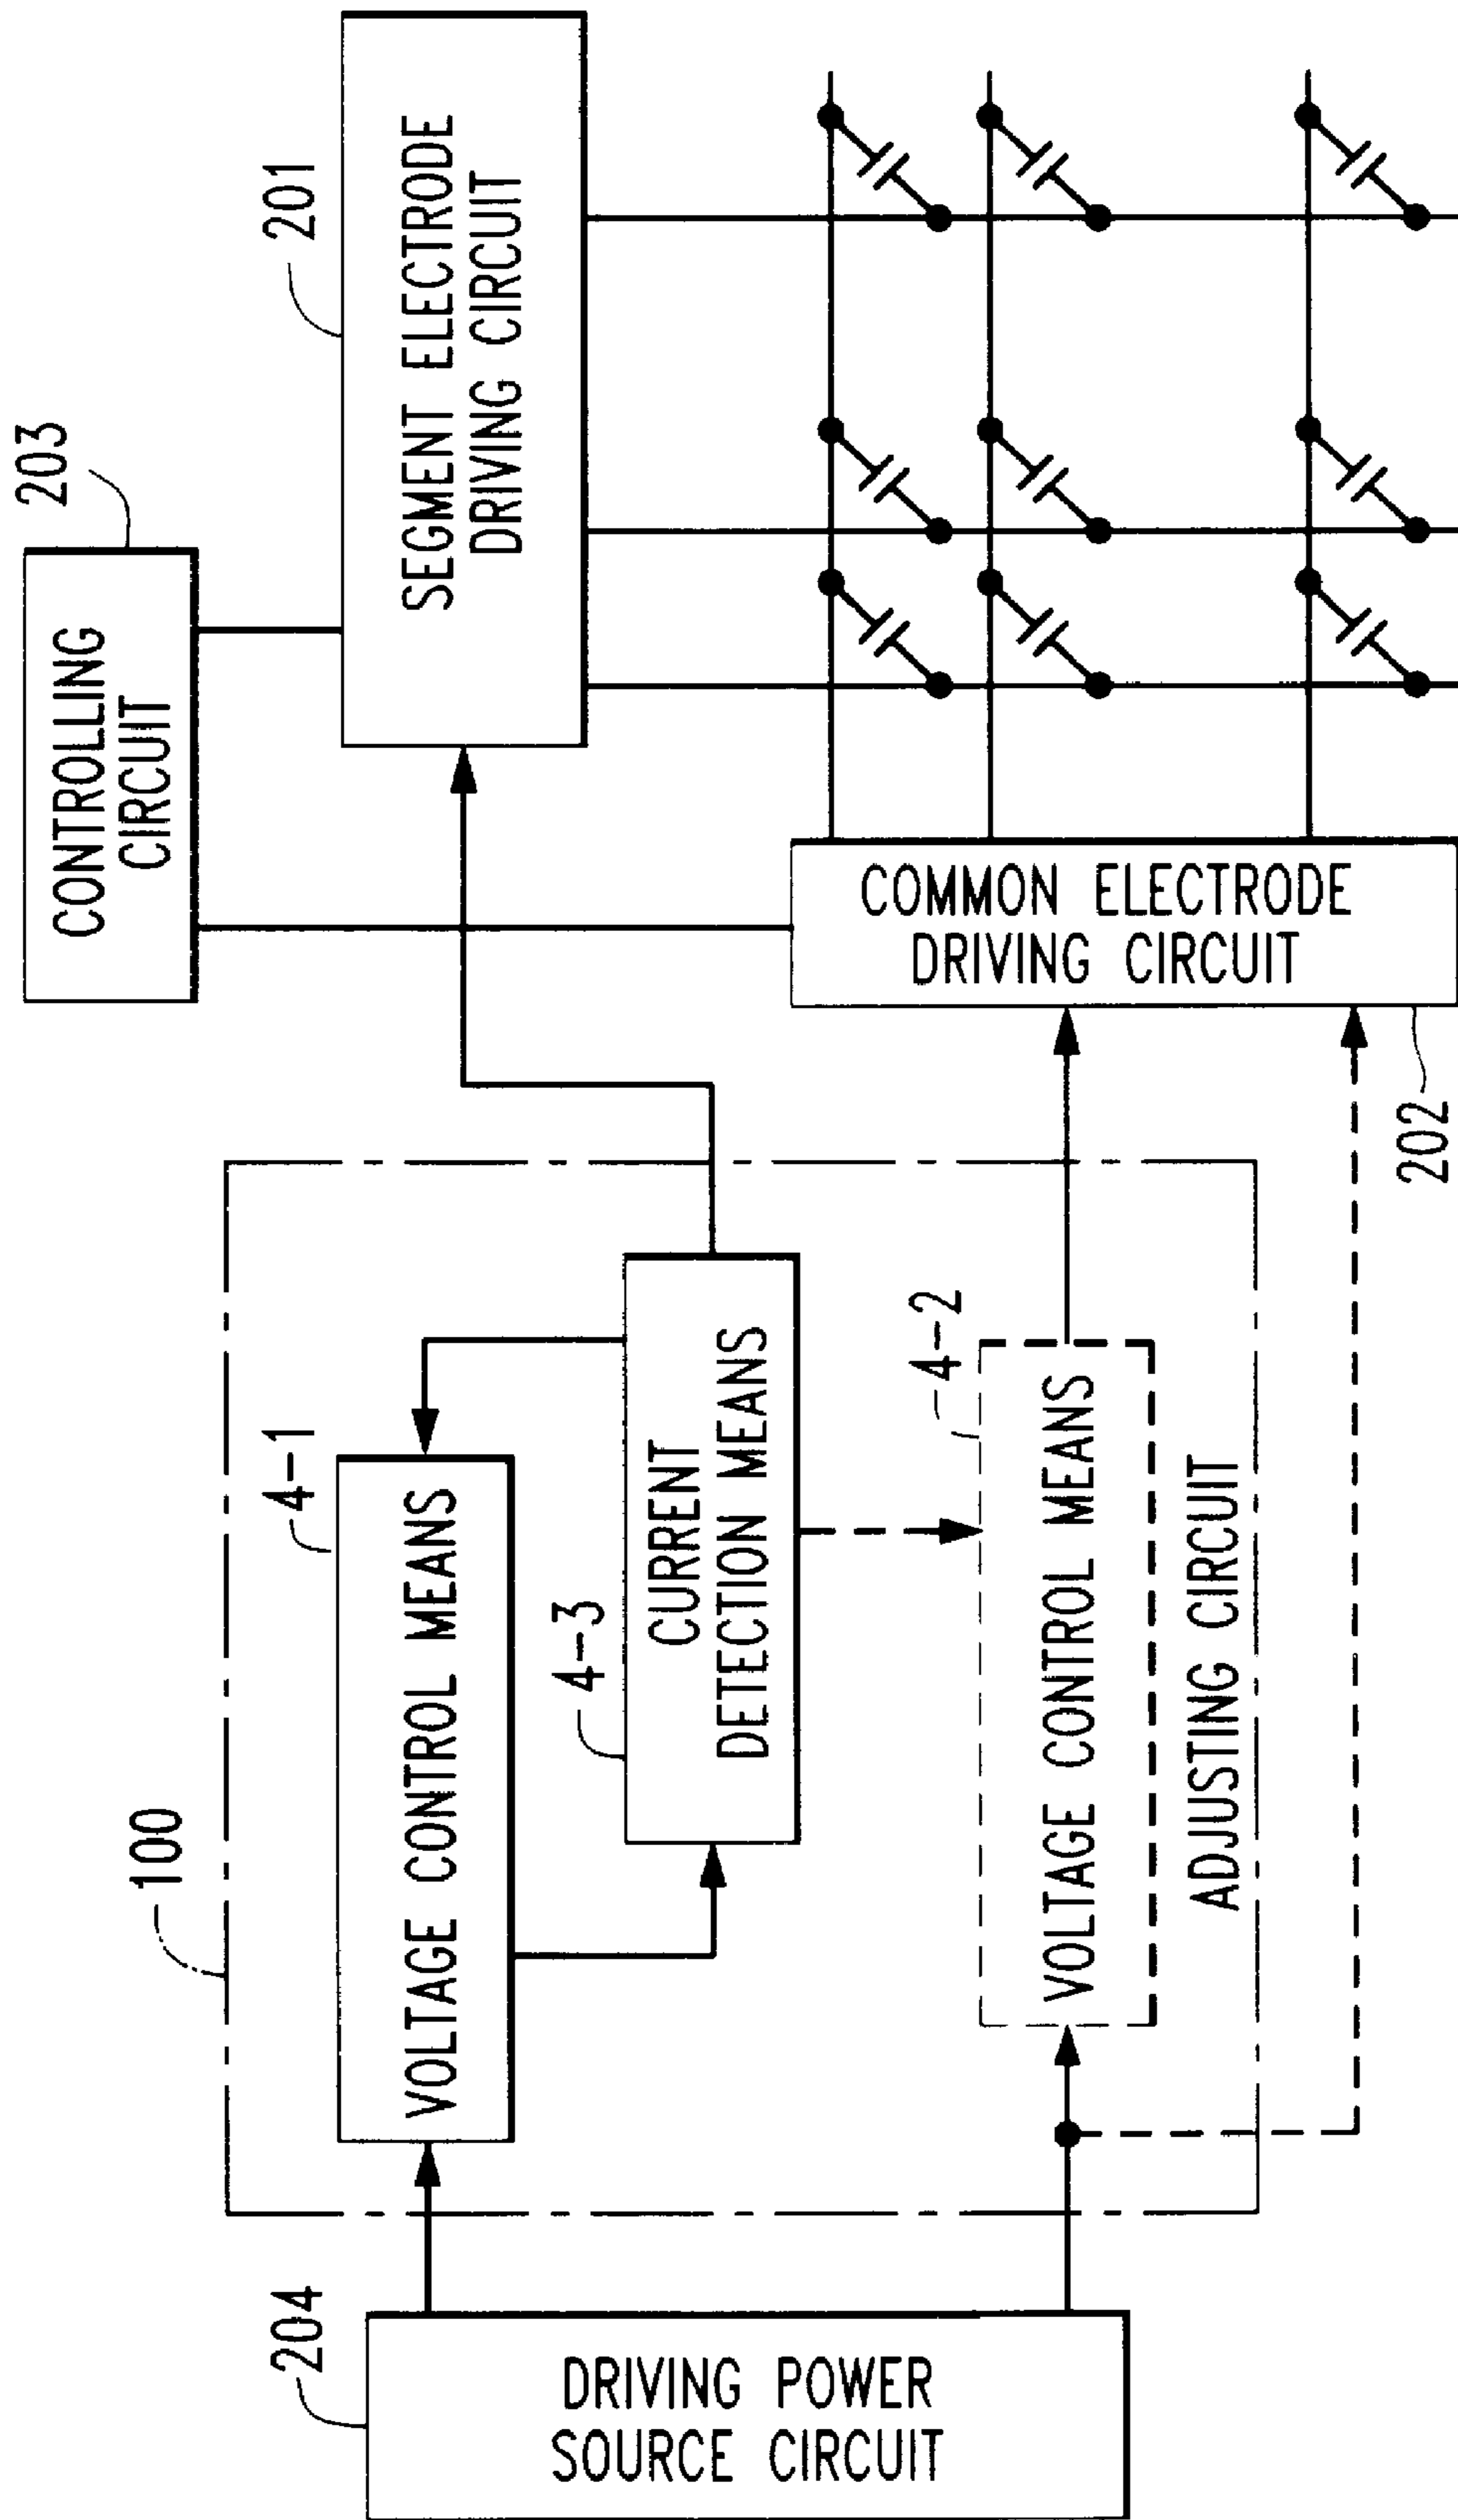 203
CONTROLLING
CIRCUIT
201
SEGMENT ELECTRODE
DRIVING CIRCUIT
COMMON ELECTRODE
DRIVING CIRCUIT
202
100
4-1
VOLTAGE CONTROL MEANS
4-3
CURRENT
DETECTION MEANS
4-2
VOLTAGE CONTROL MEANS
ADJUSTING CIRCUIT
204
DRIVING POWER
SOURCE CIRCUIT